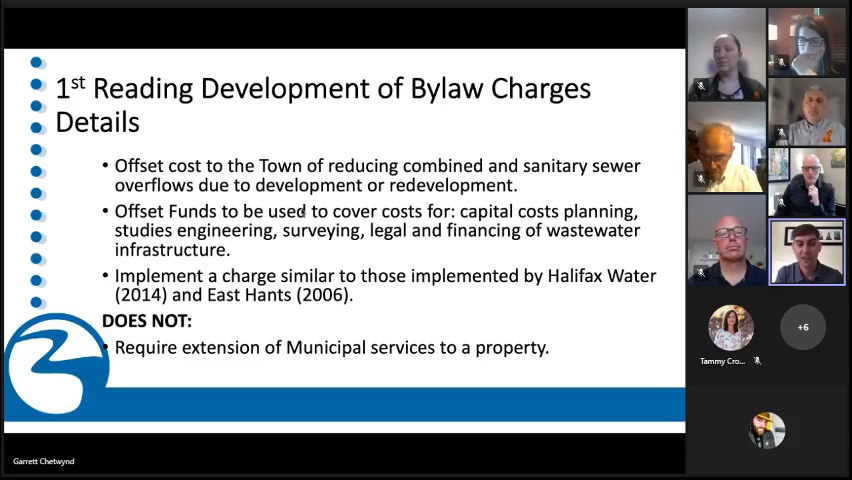 1st Reading Development of Bylaw Charges
Details
• Offset cost to the Town of reducing combined and sanitary sewer
overflows due to development or redevelopment.
• Offset Funds to be used to cover costs for: capital costs planning,
studies engineering, surveying, legal and financing of wastewater
infrastructure.
• Implement a charge similar to those implemented by Halifax Water
(2014) and East Hants (2006).
DOES NOT:
• Require extension of Municipal services to a property.
+6
Tammy Cro...
Garrett Chetwynd